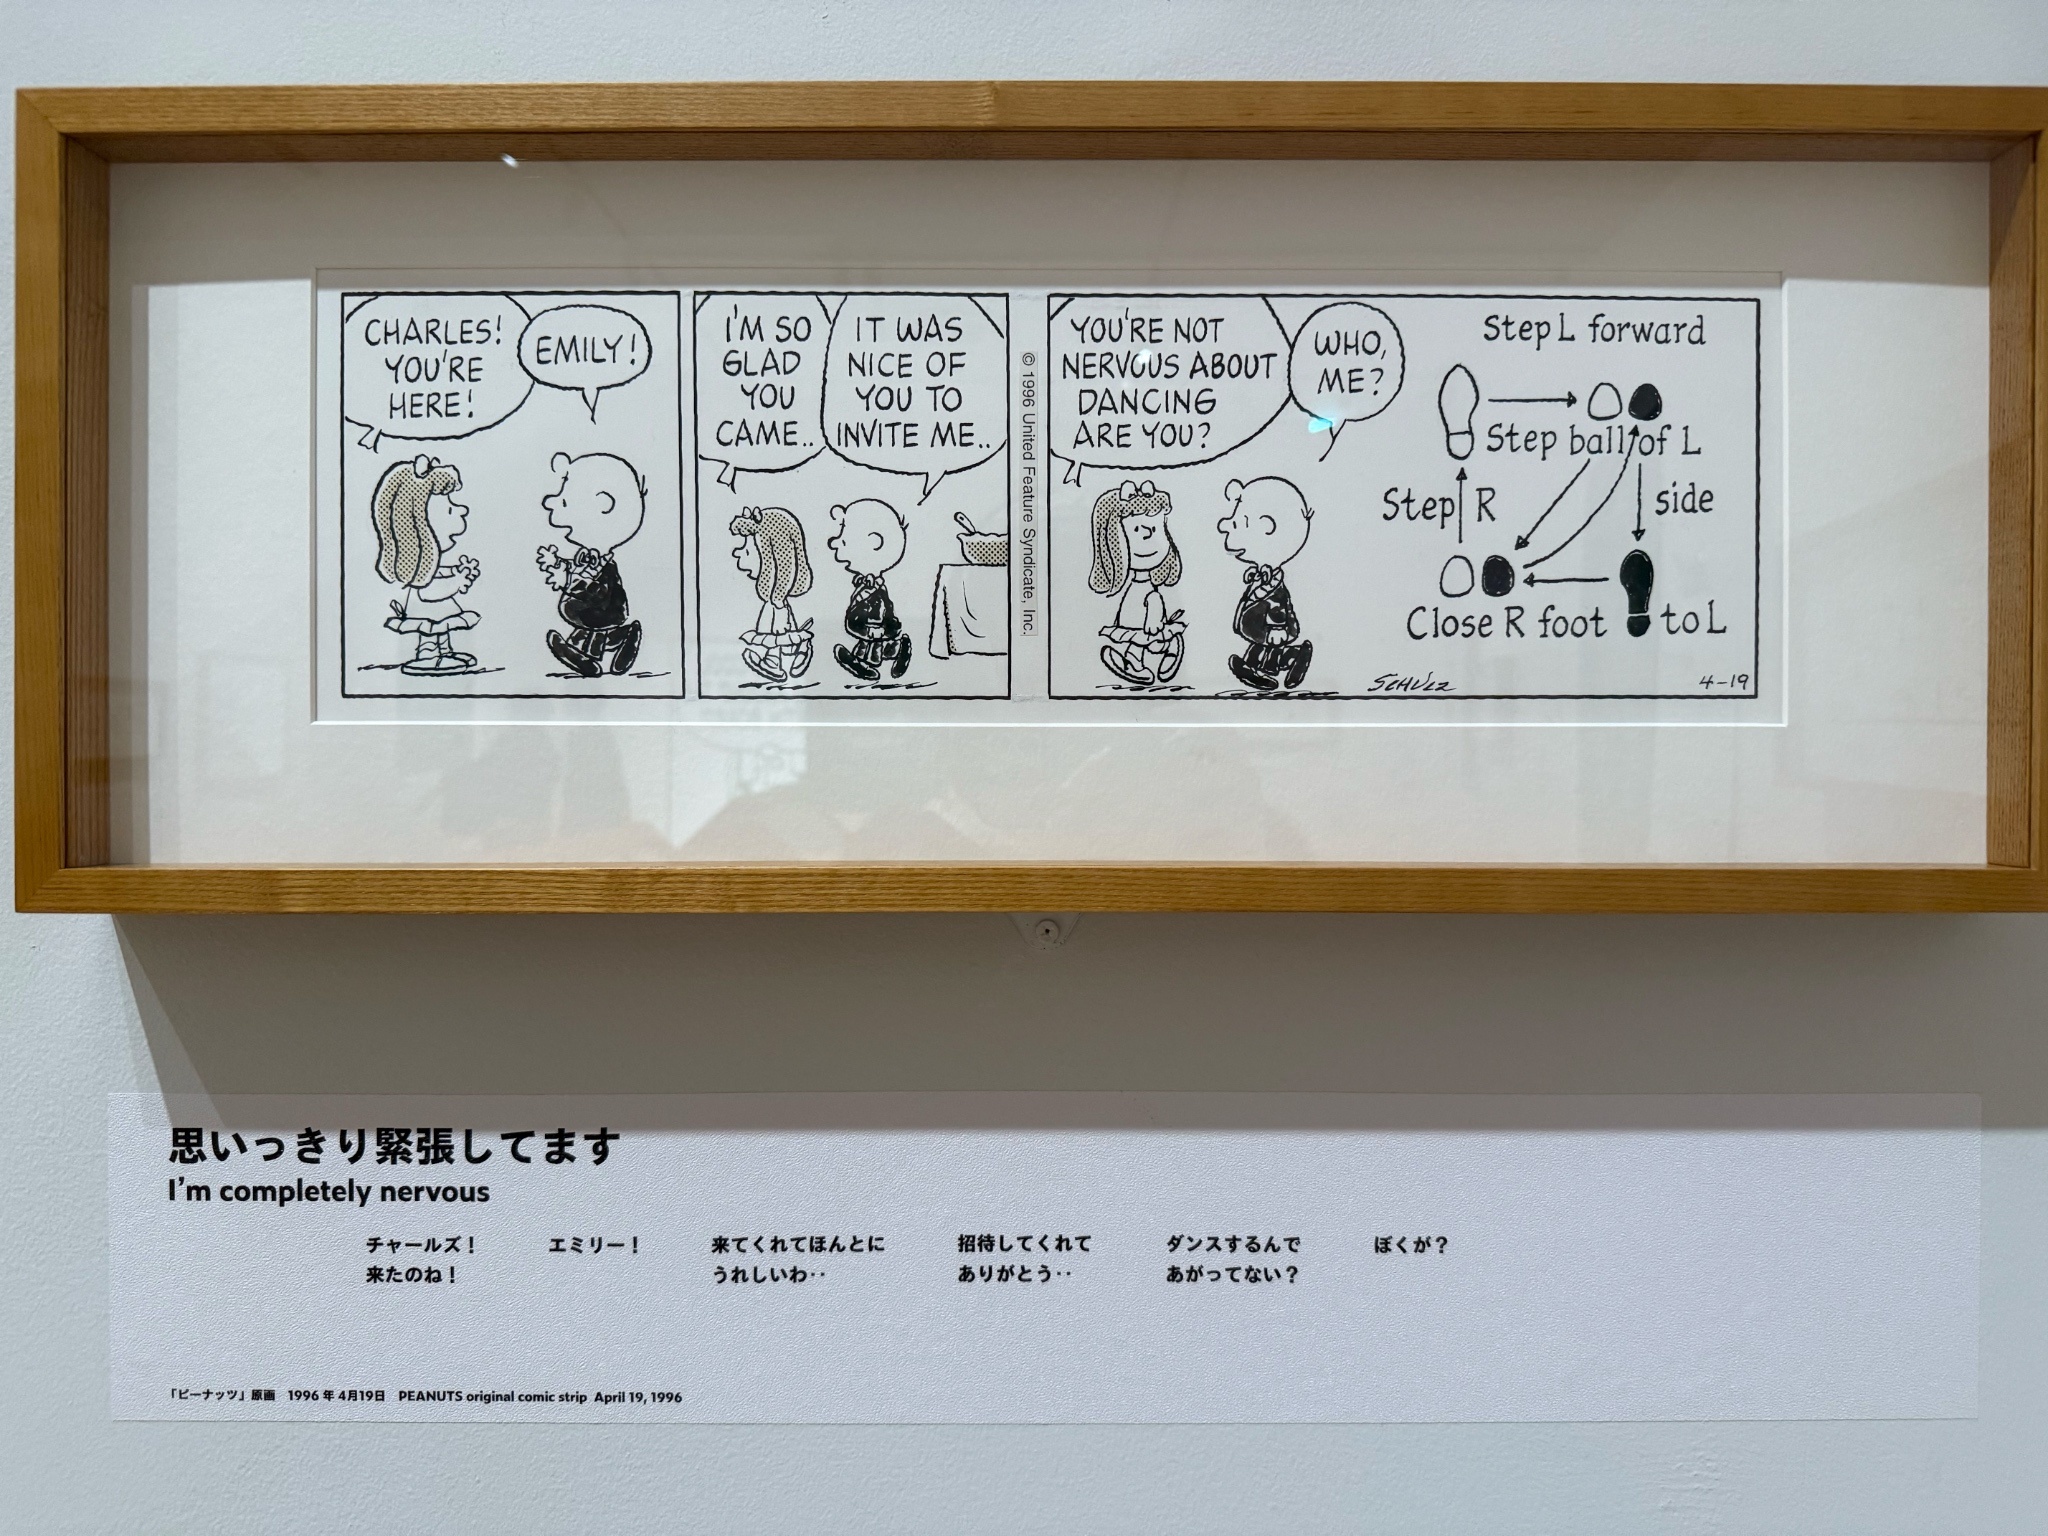 CHARLES!
YOU'RE
HERE!
EMILY!
I'M SO
GLAD
YOU
CAME..
IT WAS
NICE OF
YOU TO
INVITE ME..
© 1996 United Feature Syndicate, Inc.
YOU'RE NOT
NERVOUS ABOUT
DANCING
ARE YOU?
WHO,
ME?
Step L forward
Step ball of L
Step R
side
Close R foot to L
SCHULZ
4-19
思いっきり緊張してます
I'm completely nervous
チャールズ！
来たのね！
エミリー！
来てくれてほんとに
うれしいわ‥
招待してくれて
ありがとう‥
ダンスするんで
あがってない？
ぼくが？
「ピーナッツ」原画 1996 年 4月19日 PEANUTS original comic strip April 19, 1996